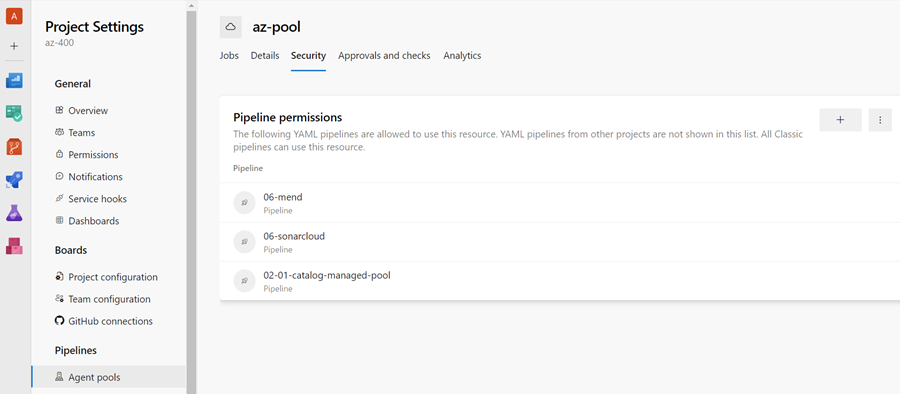 A
Project Settings
az-400
General
Overview
Teams
Permissions
Notifications
Service hooks
Dashboards
Boards
Project configuration
Team configuration
GitHub connections
Pipelines
Agent pools
az-pool
Jobs Details Security Approvals and checks Analytics
Pipeline permissions
The following YAML pipelines are allowed to use this resource. YAML pipelines from other projects are not shown in this list. All Classic
pipelines can use this resource.
Pipeline
06-mend
Pipeline
06-sonarcloud
Pipeline
02-01-catalog-managed-pool
Pipeline